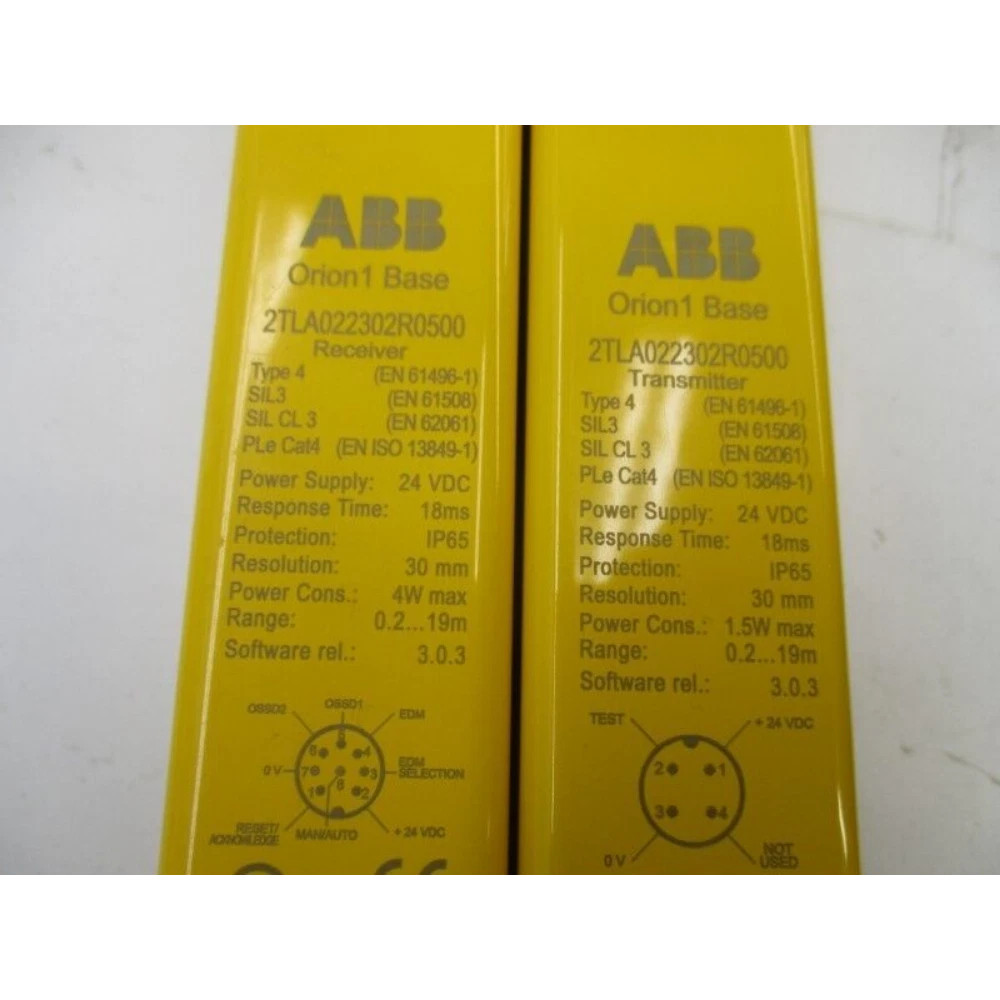 ABB
Orion1 Base
2TLA022302R0500
Receiver
Type 4 (EN 61496-1)
SIL3 (EN 61508)
SIL CL 3 (EN 62061)
PLe Cat4 (EN ISO 13849-1)
Power Supply: 24 VDC
Response Time: 18ms
Protection: IP65
Resolution: 30 mm
Power Cons.: 4W max
Range: 0.2...19m
Software rel.: 3.0.3
OSSD2 OSSD1 EDM
5
6 4
0 V 7 8 3 EDM SELECTION
1 2
RESET/ACKNOWLEDGE MAN/AUTO + 24 VDC
CE
ABB
Orion1 Base
2TLA022302R0500
Transmitter
Type 4 (EN 61496-1)
SIL3 (EN 61508)
SIL CL 3 (EN 62061)
PLe Cat4 (EN ISO 13849-1)
Power Supply: 24 VDC
Response Time: 18ms
Protection: IP65
Resolution: 30 mm
Power Cons.: 1.5W max
Range: 0.2...19m
Software rel.: 3.0.3
TEST + 24 VDC
2 1
3 4
0 V NOT USED